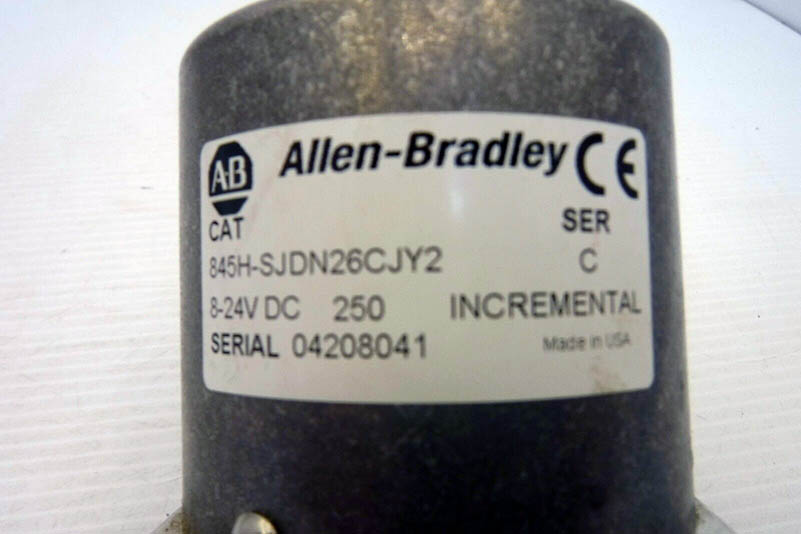 AB Allen-Bradley CE
CAT SER
845H-SJDN26CJY2 C
8-24V DC 250 INCREMENTAL
SERIAL 04208041 Made in USA